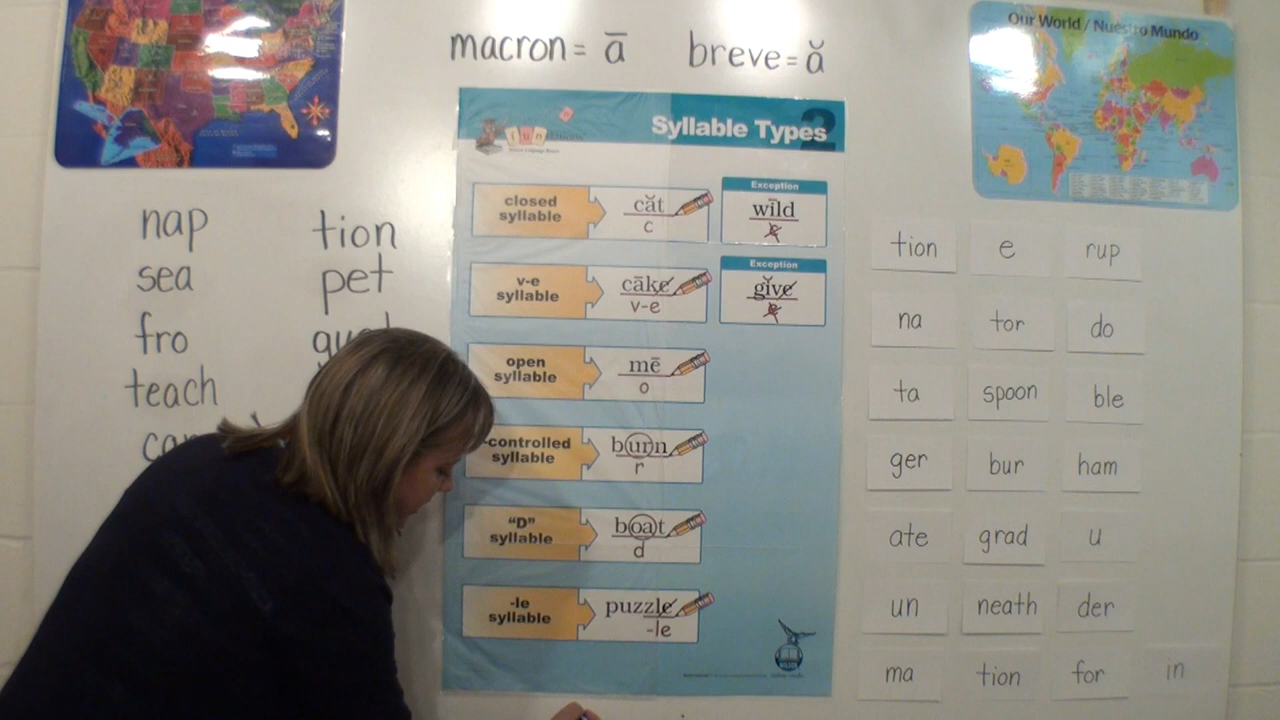 macron = ā breve = ă
Our World / Nuestro Mundo
Syllable Types 2
nap tion
sea pet
fro
teach
closed syllable
căt
c
Exception
wīld
v-e syllable
cāke
v-e
Exception
gĭve
open syllable
mē
o
-controlled syllable
burn
r
"D" syllable
boat
d
-le syllable
puzzle
-le
tion e rup
na tor do
ta spoon ble
ger bur ham
ate grad u
un neath der
ma tion for in